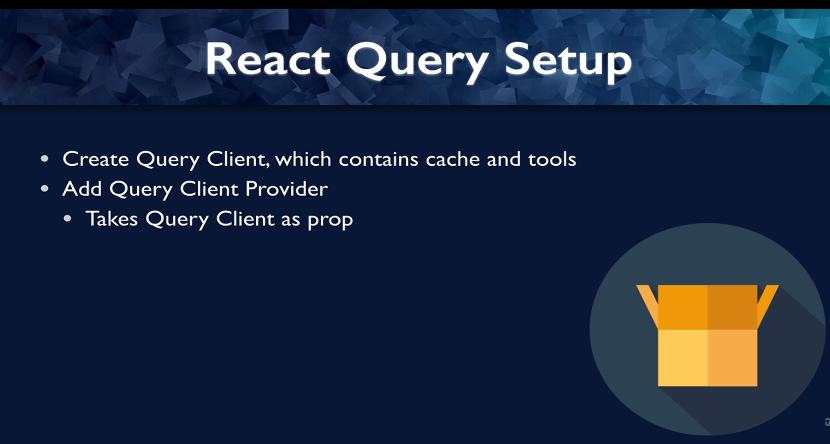 React Query Setup
• Create Query Client, which contains cache and tools
• Add Query Client Provider
• Takes Query Client as prop